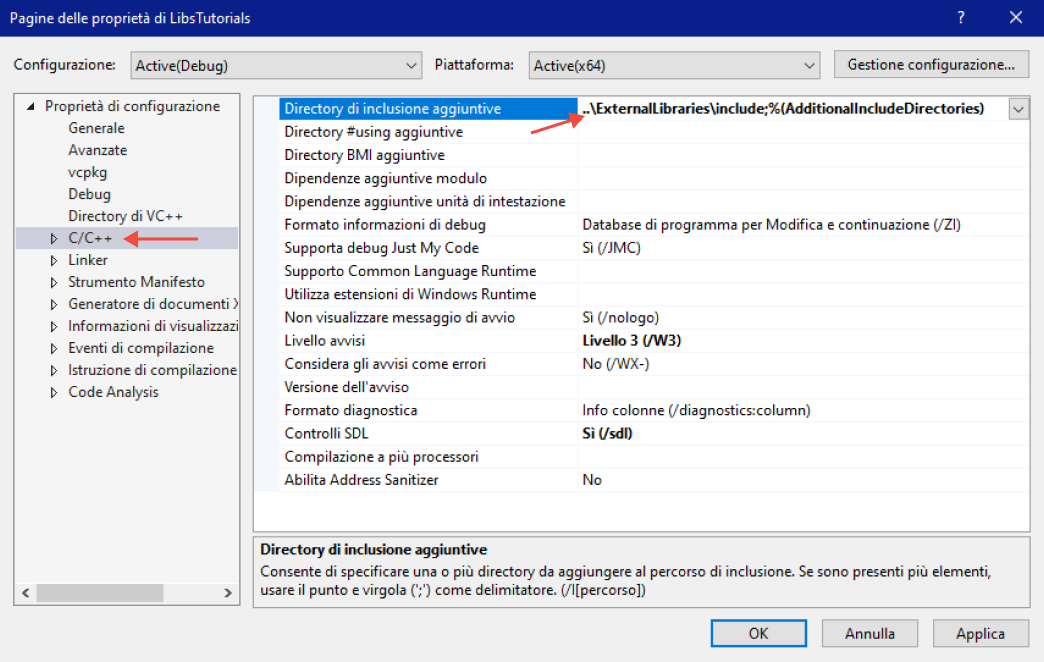 Pagine delle proprietà di LibsTutorials
?
Configurazione:
Active(Debug)
Piattaforma:
Active(x64)
Gestione configurazione...
Proprietà di configurazione
Generale
Avanzate
vcpkg
Debug
Directory di VC++
C/C++
Linker
Strumento Manifesto
Generatore di documenti X
Informazioni di visualizzazi
Eventi di compilazione
Istruzione di compilazione
Code Analysis
Directory di inclusione aggiuntive ..\ExternalLibraries\include;%(AdditionalIncludeDirectories)
Directory #using aggiuntive
Directory BMI aggiuntive
Dipendenze aggiuntive modulo
Dipendenze aggiuntive unità di intestazione
Formato informazioni di debug Database di programma per Modifica e continuazione (/ZI)
Supporta debug Just My Code Sì (/JMC)
Supporto Common Language Runtime
Utilizza estensioni di Windows Runtime
Non visualizzare messaggio di avvio Sì (/nologo)
Livello avvisi Livello 3 (/W3)
Considera gli avvisi come errori No (/WX-)
Versione dell'avviso
Formato diagnostica Info colonne (/diagnostics:column)
Controlli SDL Sì (/sdl)
Compilazione a più processori
Abilita Address Sanitizer No
Directory di inclusione aggiuntive
Consente di specificare una o più directory da aggiungere al percorso di inclusione. Se sono presenti più elementi,
usare il punto e virgola (';') come delimitatore. (/I[percorso])
OK
Annulla
Applica